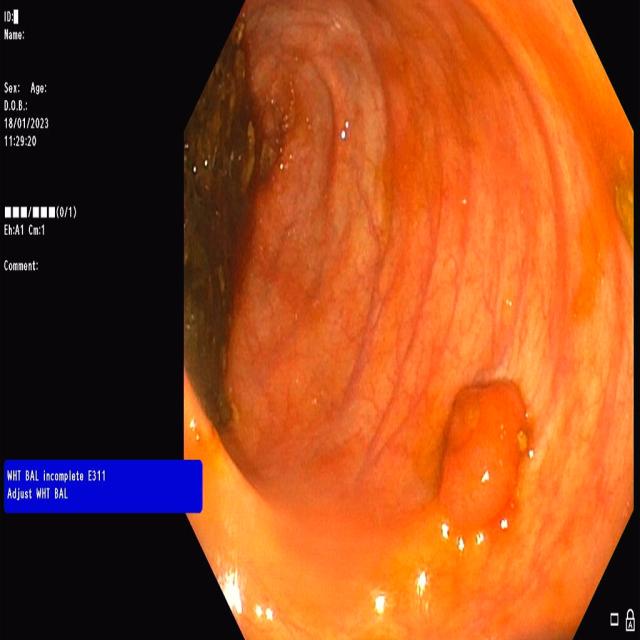 ID:
Name:
Sex: Age:
D.O.B.:
18/01/2023
11:29:20
■■■/■■■(0/1)
Eh:A1 Cm:1
Comment:
WHT BAL incomplete E311
Adjust WHT BAL
A